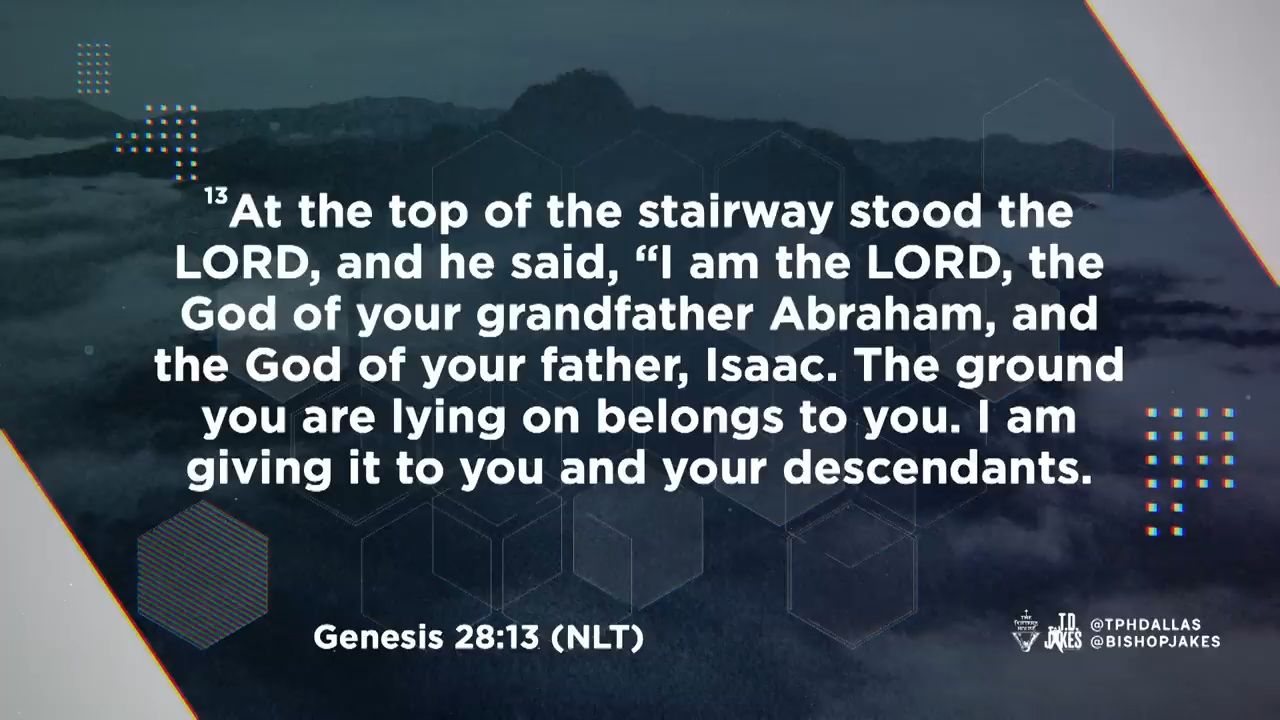 13At the top of the stairway stood the
LORD, and he said, “I am the LORD, the
God of your grandfather Abraham, and
the God of your father, Isaac. The ground
you are lying on belongs to you. I am
giving it to you and your descendants.
Genesis 28:13 (NLT)
T.D.
JAKES
@TPHDALLAS
@BISHOPJAKES